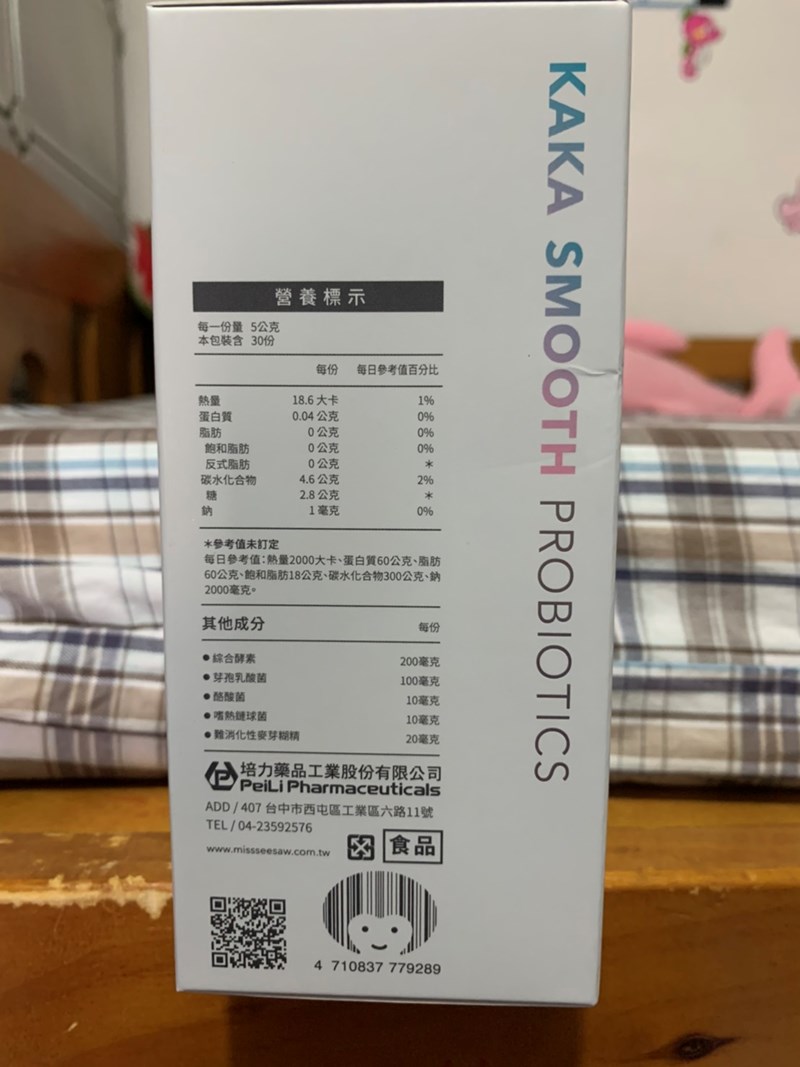 KAKA SMOOTH PROBIOTICS
營養標示
每一份量 5公克
本包裝含 30份
每份 每日參考值百分比
熱量 18.6 大卡 1%
蛋白質 0.04 公克 0%
脂肪 0 公克 0%
飽和脂肪 0 公克 0%
反式脂肪 0 公克 *
碳水化合物 4.6 公克 2%
糖 2.8 公克 *
鈉 1 毫克 0%
*參考值未訂定
每日參考值:熱量2000大卡、蛋白質60公克、脂肪
60公克、飽和脂肪18公克、碳水化合物300公克、鈉
2000毫克。
其他成分 每份
●綜合酵素 200毫克
●芽孢乳酸菌 100毫克
●酪酸菌 10毫克
●嗜熱鏈球菌 10毫克
●難消化性麥芽糊精 20毫克
培力藥品工業股份有限公司
PeiLi Pharmaceuticals
ADD / 407 台中市西屯區工業區六路11號
TEL / 04-23592576
www.missseesaw.com.tw
食品
4 710837 779289